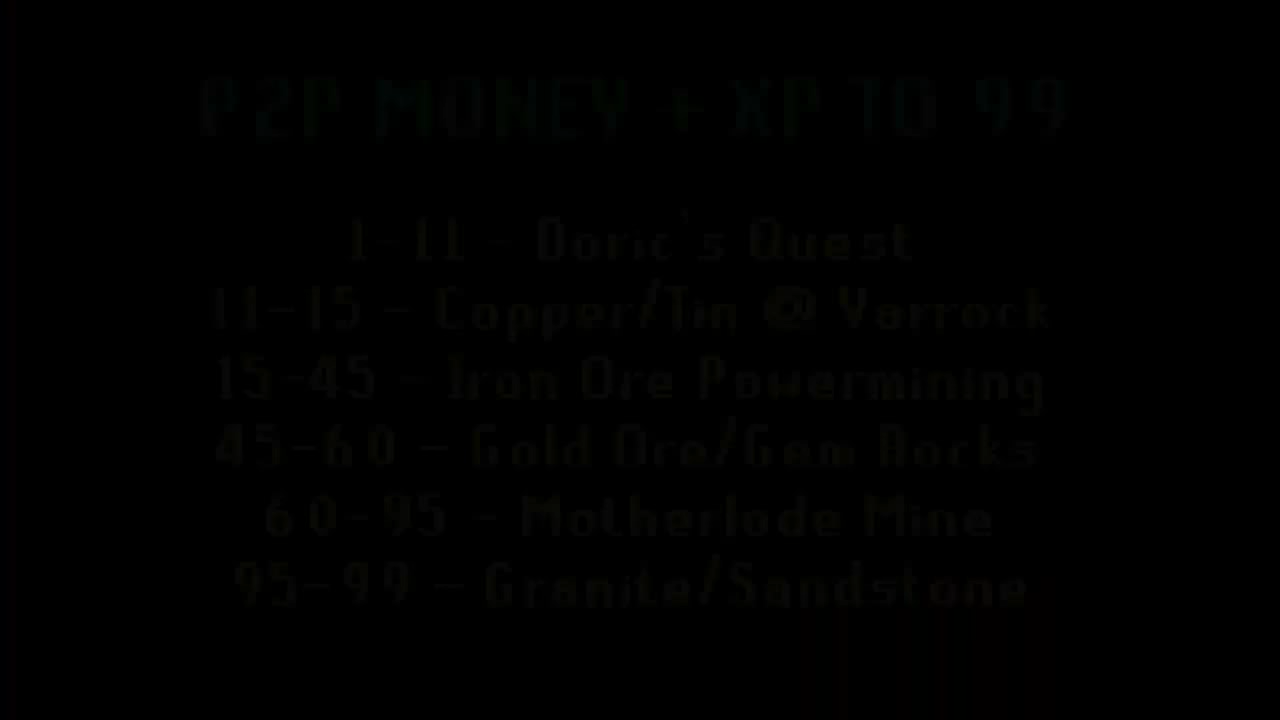 P2P MONEY + XP TO 99
1-11 - Doric's Quest
11-15 - Copper/Tin @ Varrock
15-45 - Iron Ore Powermining
45-60 - Gold Ore/Gem Rocks
60-95 - Motherlode Mine
95-99 - Granite/Sandstone